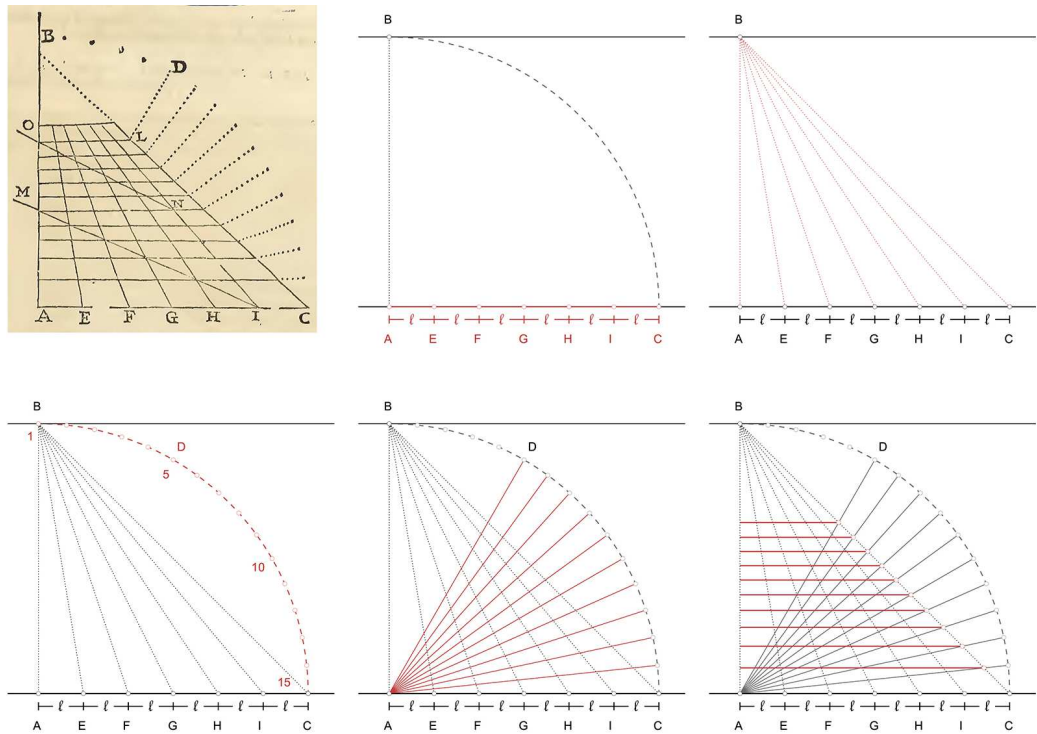 B
D
O
L
M
N
A E F G H I C
B
ℓ ℓ ℓ ℓ ℓ ℓ
A E F G H I C
B
ℓ ℓ ℓ ℓ ℓ ℓ
A E F G H I C
B
1
D
5
10
15
ℓ ℓ ℓ ℓ ℓ ℓ
A E F G H I C
B
D
ℓ ℓ ℓ ℓ ℓ ℓ
A E F G H I C
B
D
ℓ ℓ ℓ ℓ ℓ ℓ
A E F G H I C